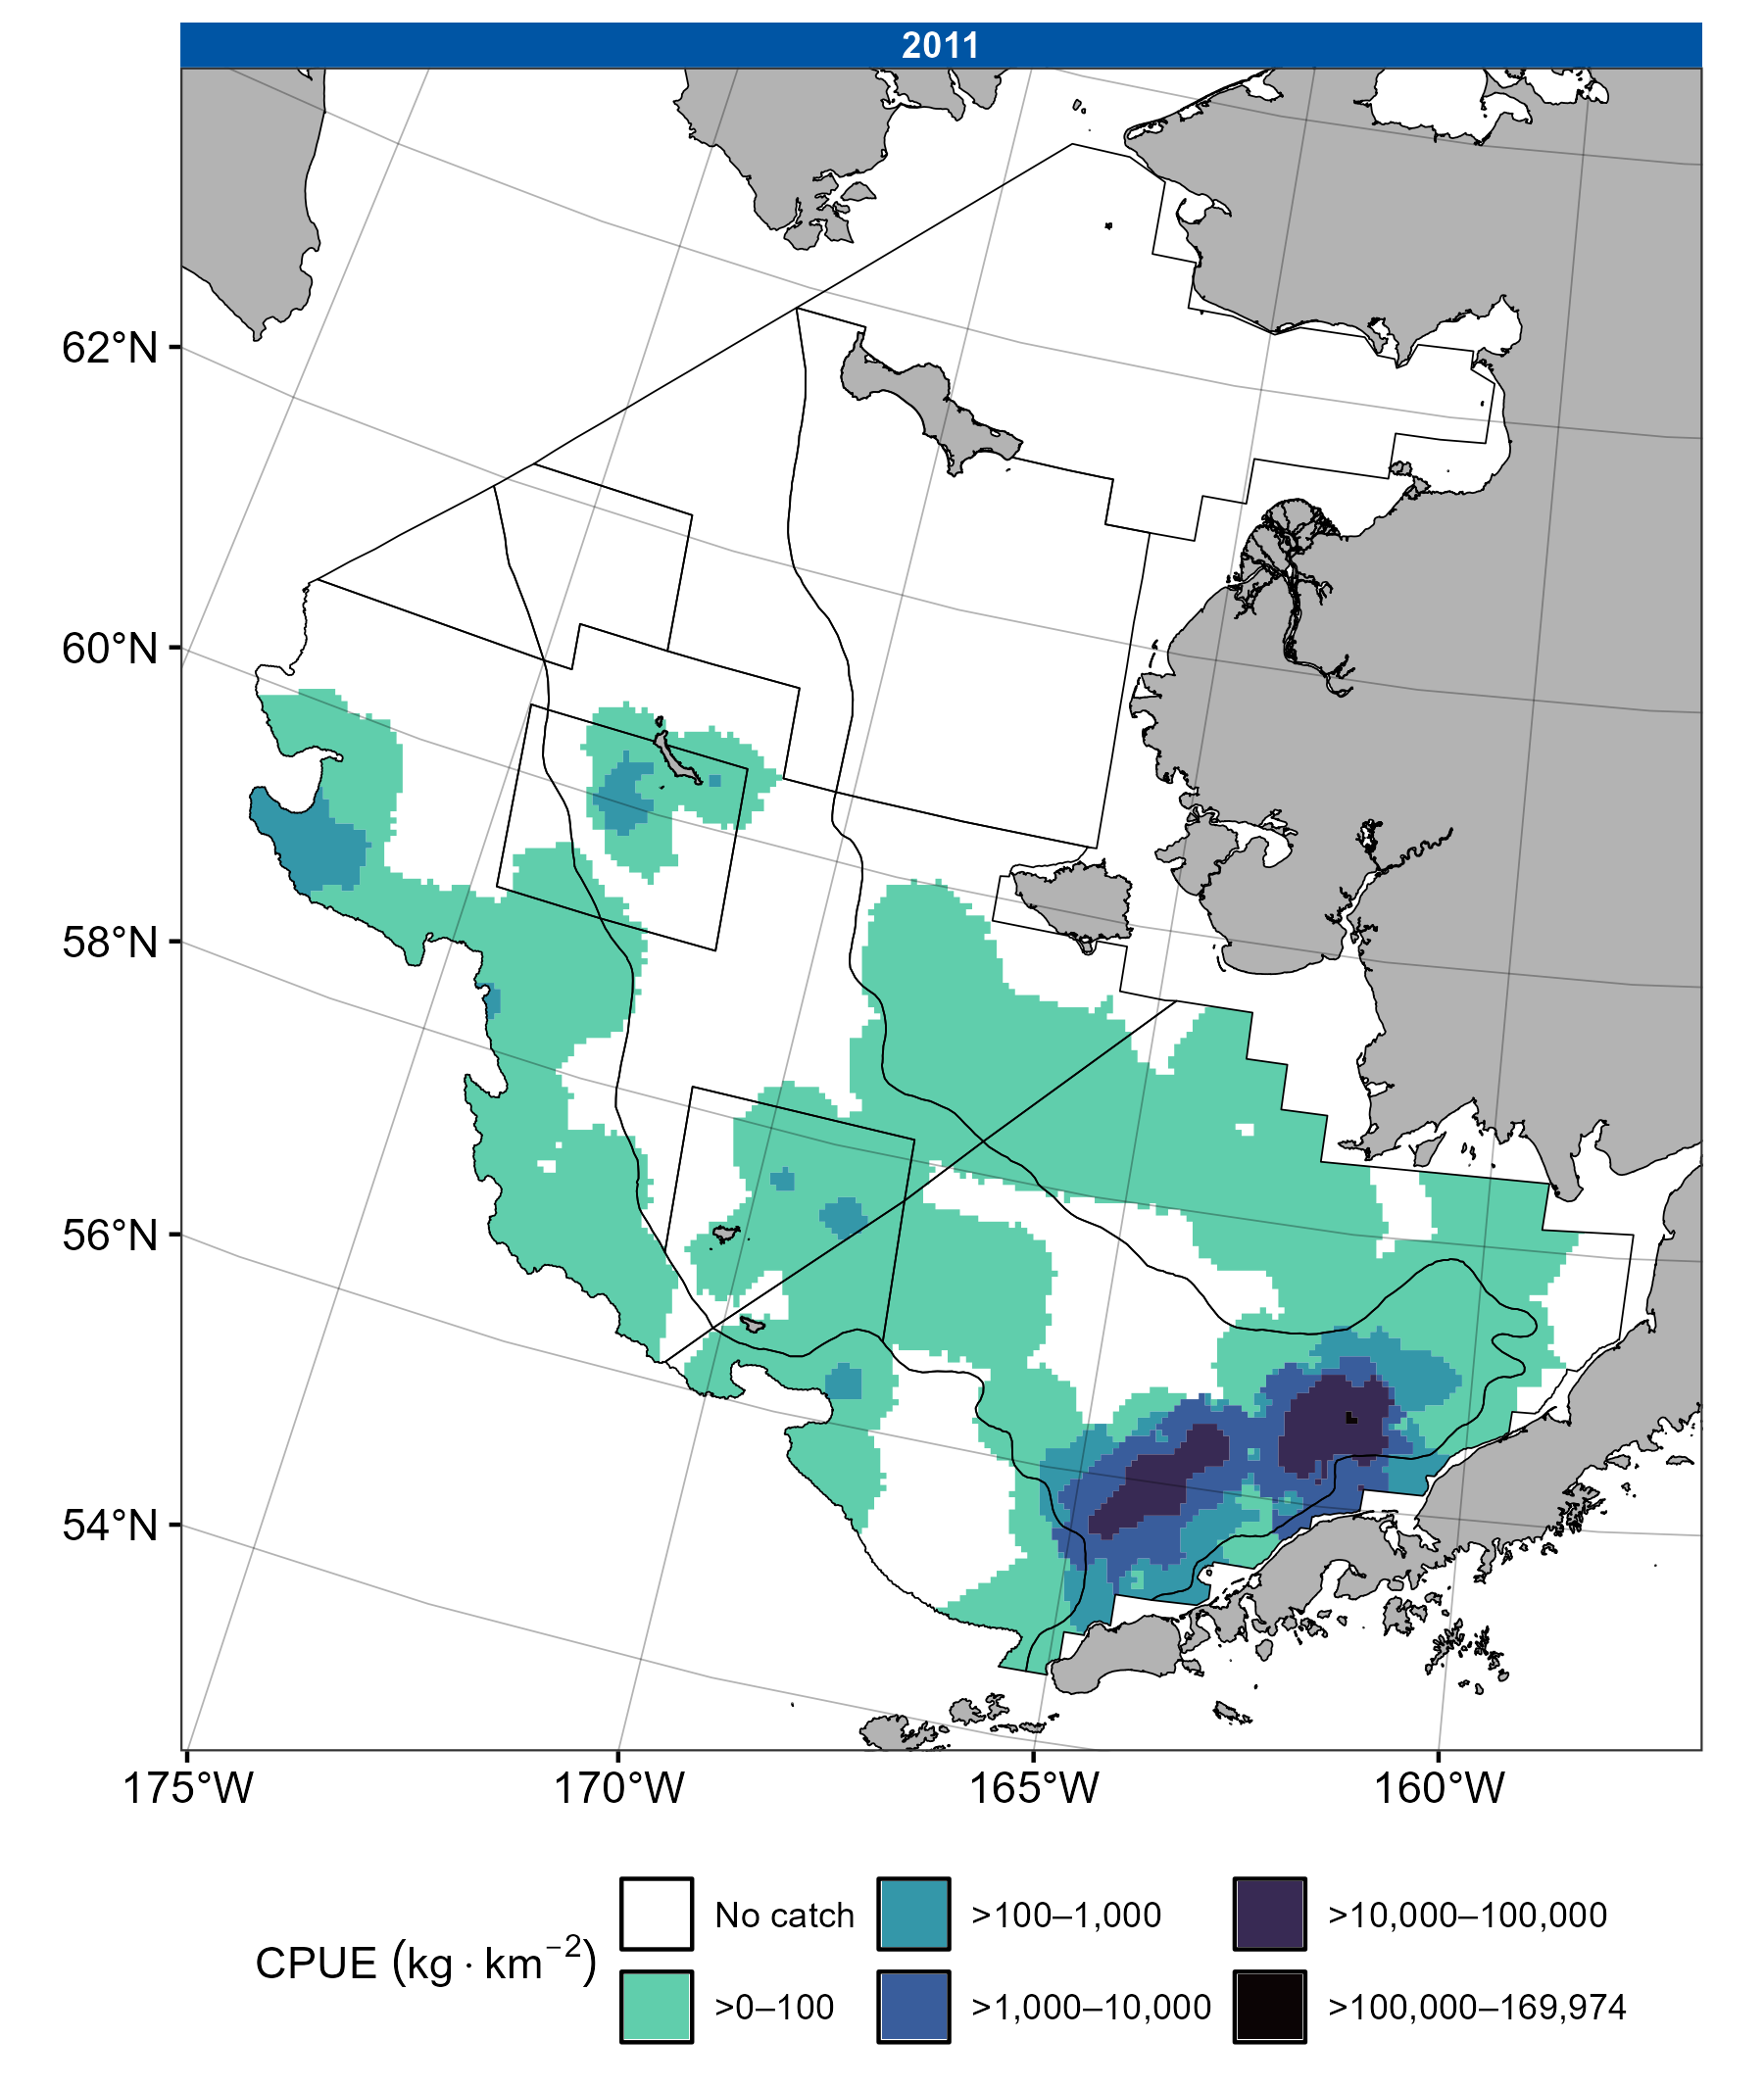 2011
62°N
60°N
58°N
56°N
54°N
175°W 170°W 165°W 160°W
CPUE (kg · km⁻²)
No catch >100–1,000 >10,000–100,000
>0–100 >1,000–10,000 >100,000–169,974